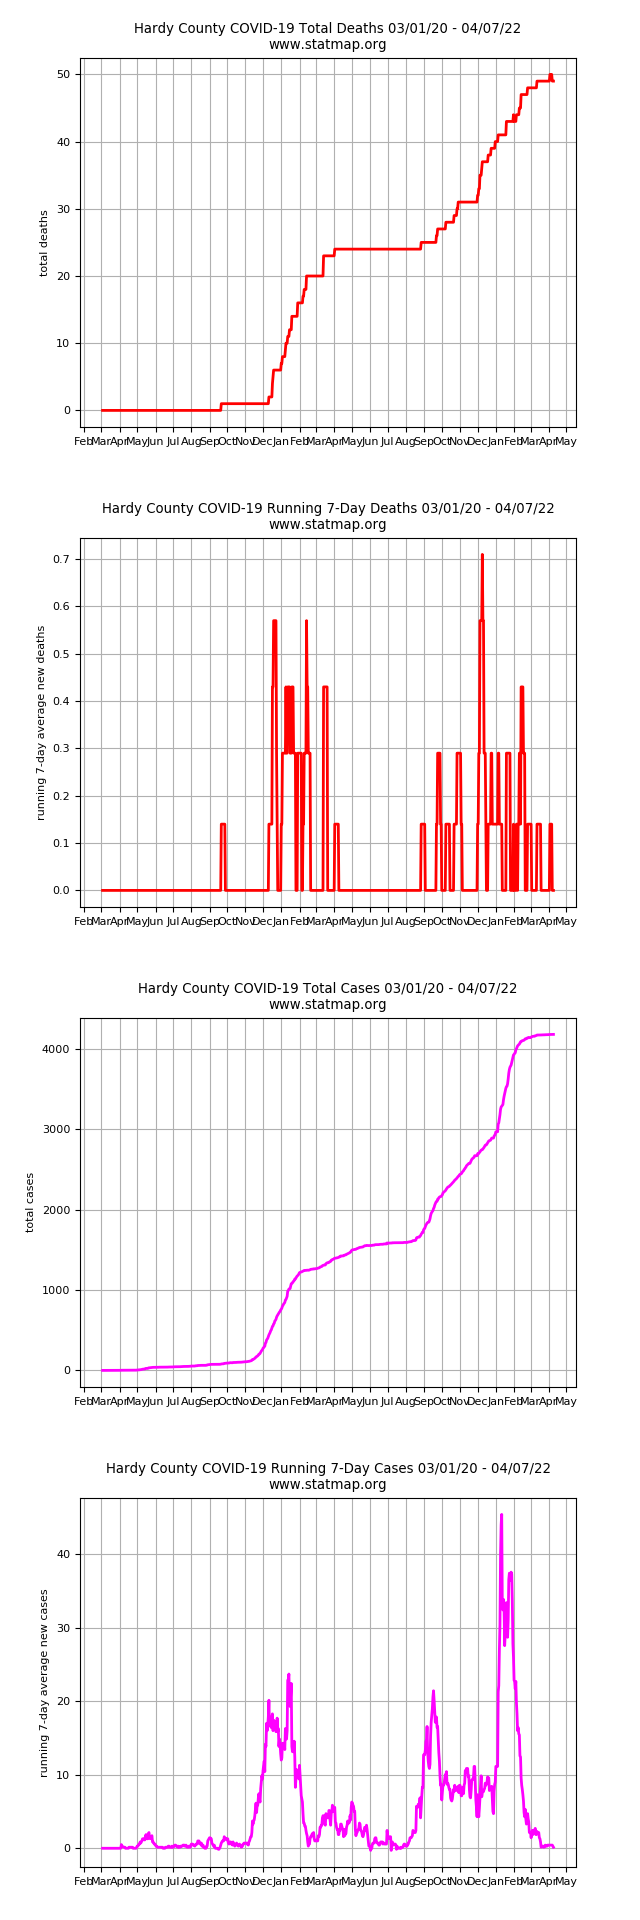 Hardy County COVID-19 Total Deaths 03/01/20 - 04/07/22
www.statmap.org
50
40
30
20
10
0
total deaths
Feb Mar Apr May Jun Jul Aug Sep Oct Nov Dec Jan Feb Mar Apr May Jun Jul Aug Sep Oct Nov Dec Jan Feb Mar Apr May
Hardy County COVID-19 Running 7-Day Deaths 03/01/20 - 04/07/22
www.statmap.org
0.7
0.6
0.5
0.4
0.3
0.2
0.1
0.0
running 7-day average new deaths
Feb Mar Apr May Jun Jul Aug Sep Oct Nov Dec Jan Feb Mar Apr May Jun Jul Aug Sep Oct Nov Dec Jan Feb Mar Apr May
Hardy County COVID-19 Total Cases 03/01/20 - 04/07/22
www.statmap.org
4000
3000
2000
1000
0
total cases
Feb Mar Apr May Jun Jul Aug Sep Oct Nov Dec Jan Feb Mar Apr May Jun Jul Aug Sep Oct Nov Dec Jan Feb Mar Apr May
Hardy County COVID-19 Running 7-Day Cases 03/01/20 - 04/07/22
www.statmap.org
40
30
20
10
0
running 7-day average new cases
Feb Mar Apr May Jun Jul Aug Sep Oct Nov Dec Jan Feb Mar Apr May Jun Jul Aug Sep Oct Nov Dec Jan Feb Mar Apr May